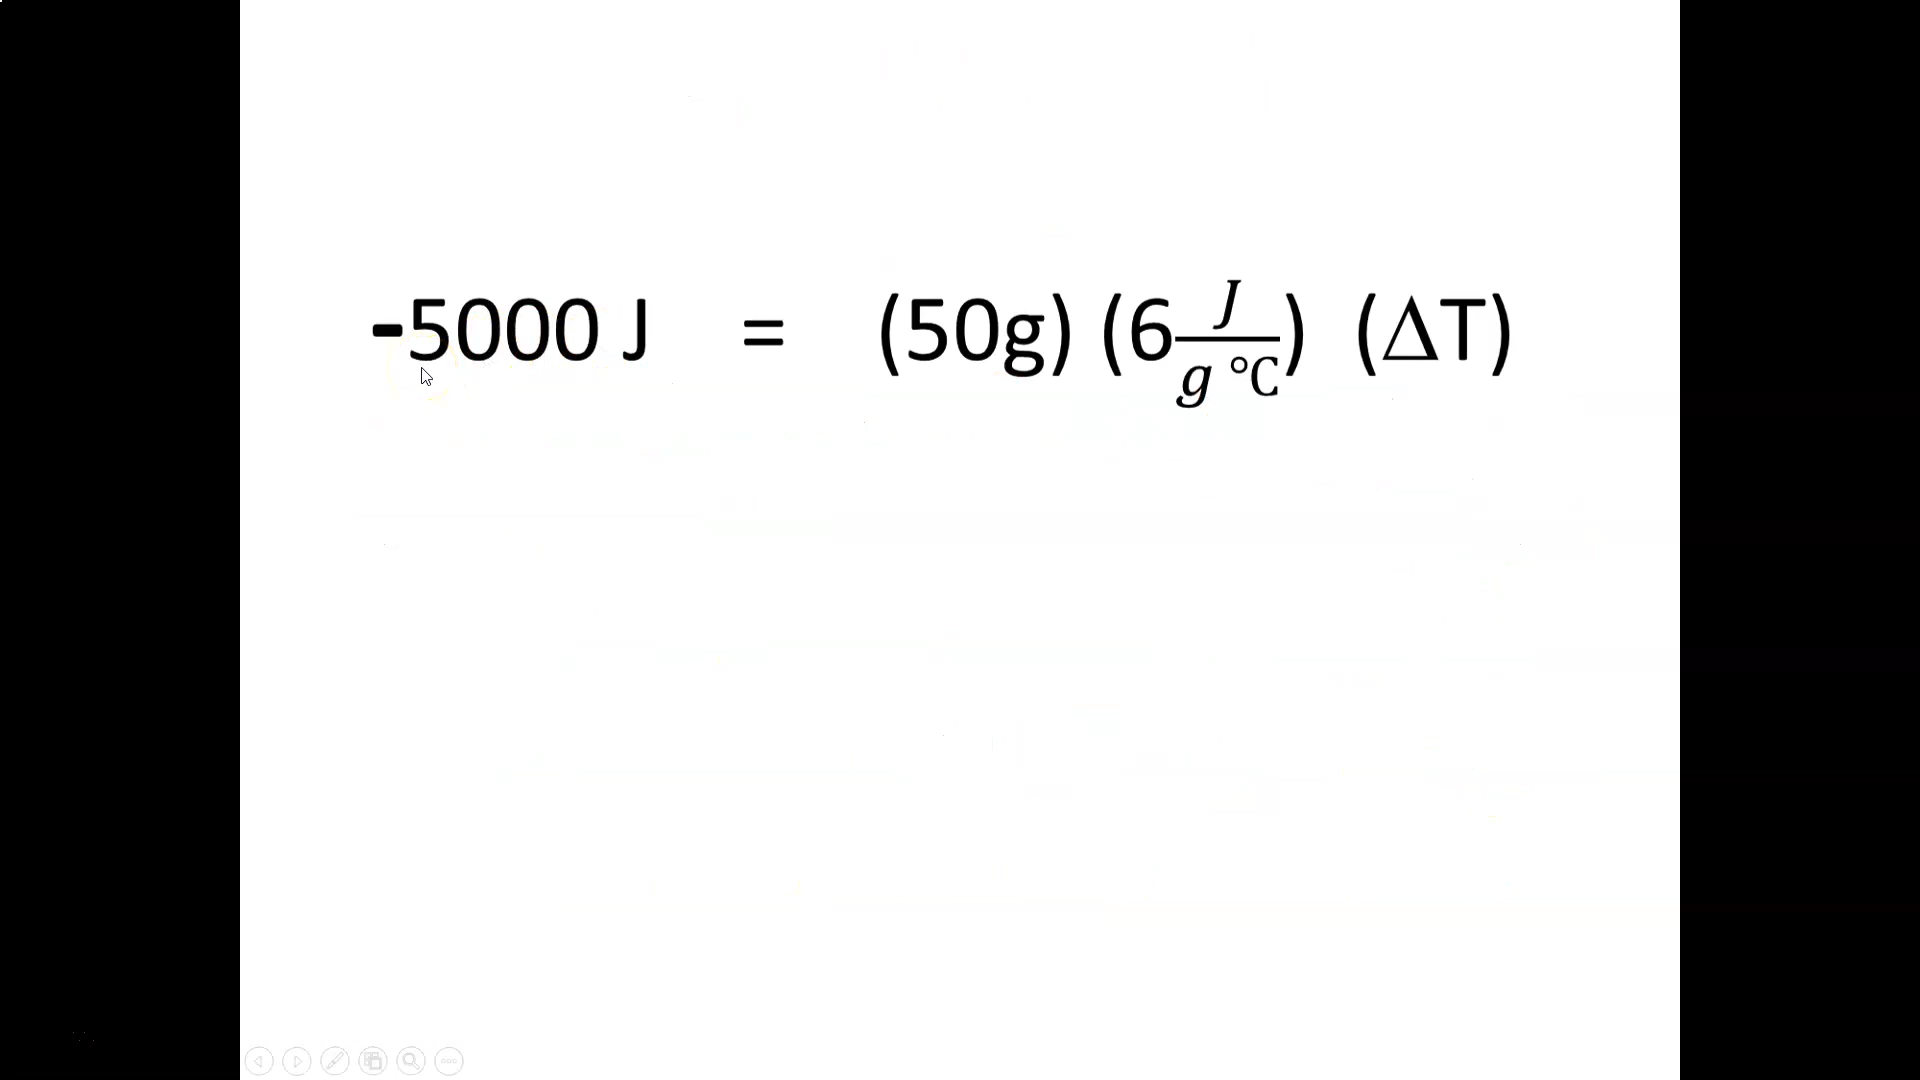 -5000 J = (50g) (6 J/g °C) (ΔT)